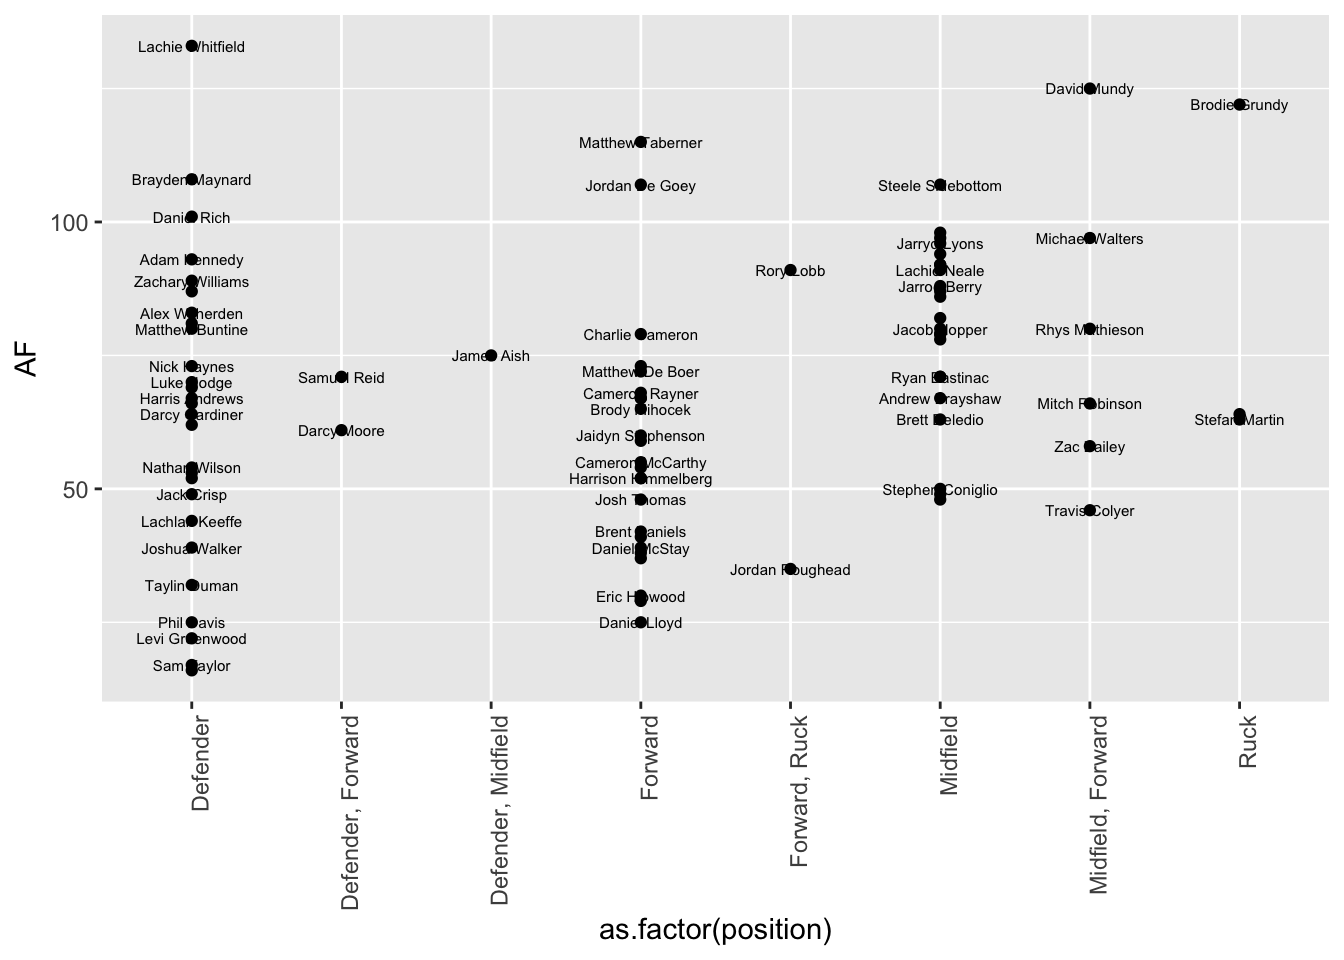 AF
100
50
Lachie Whitfield
Brayden Maynard
Daniel Rich
Adam Kennedy
Zachary Williams
Alex Witherden
Matthew Buntine
Nick Haynes
Luke Hodge
Harris Andrews
Darcy Gardiner
Nathan Wilson
Jack Crisp
Lachlan Keeffe
Joshua Walker
Taylin Duman
Phil Davis
Levi Greenwood
Sam Taylor
Samuel Reid
Darcy Moore
James Aish
Matthew Taberner
Jordan De Goey
Charlie Cameron
Matthew De Boer
Cameron Rayner
Brody Mihocek
Jaidyn Stephenson
Cameron McCarthy
Harrison Himmelberg
Josh Thomas
Brent Daniels
Daniel McStay
Eric Hipwood
Daniel Lloyd
Rory Lobb
Jordan Roughead
Steele Sidebottom
Jarryd Lyons
Lachie Neale
Jarrod Berry
Jacob Hopper
Ryan Bastinac
Andrew Brayshaw
Brett Deledio
Stephen Coniglio
David Mundy
Michael Walters
Rhys Mathieson
Mitch Robinson
Zac Bailey
Travis Colyer
Brodie Grundy
Stefan Martin
Defender
Defender, Forward
Defender, Midfield
Forward
Forward, Ruck
Midfield
Midfield, Forward
Ruck
as.factor(position)